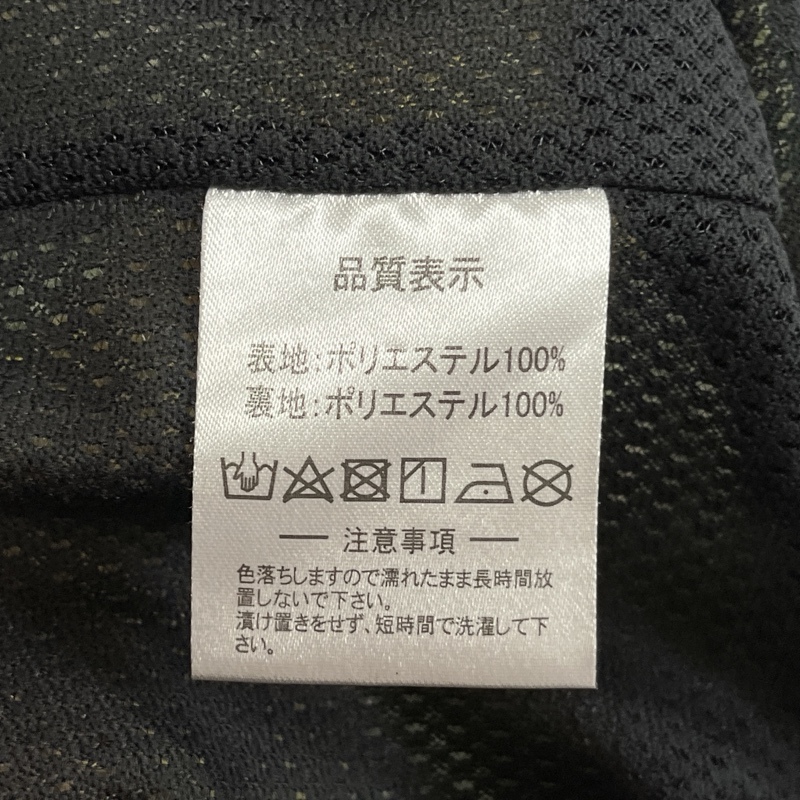 品質表示
表地:ポリエステル100%
裏地:ポリエステル100%
注意事項
色落ちしますので濡れたまま長時間放
置しないで下さい。
漬け置きをせず、短時間で洗濯して下
さい。